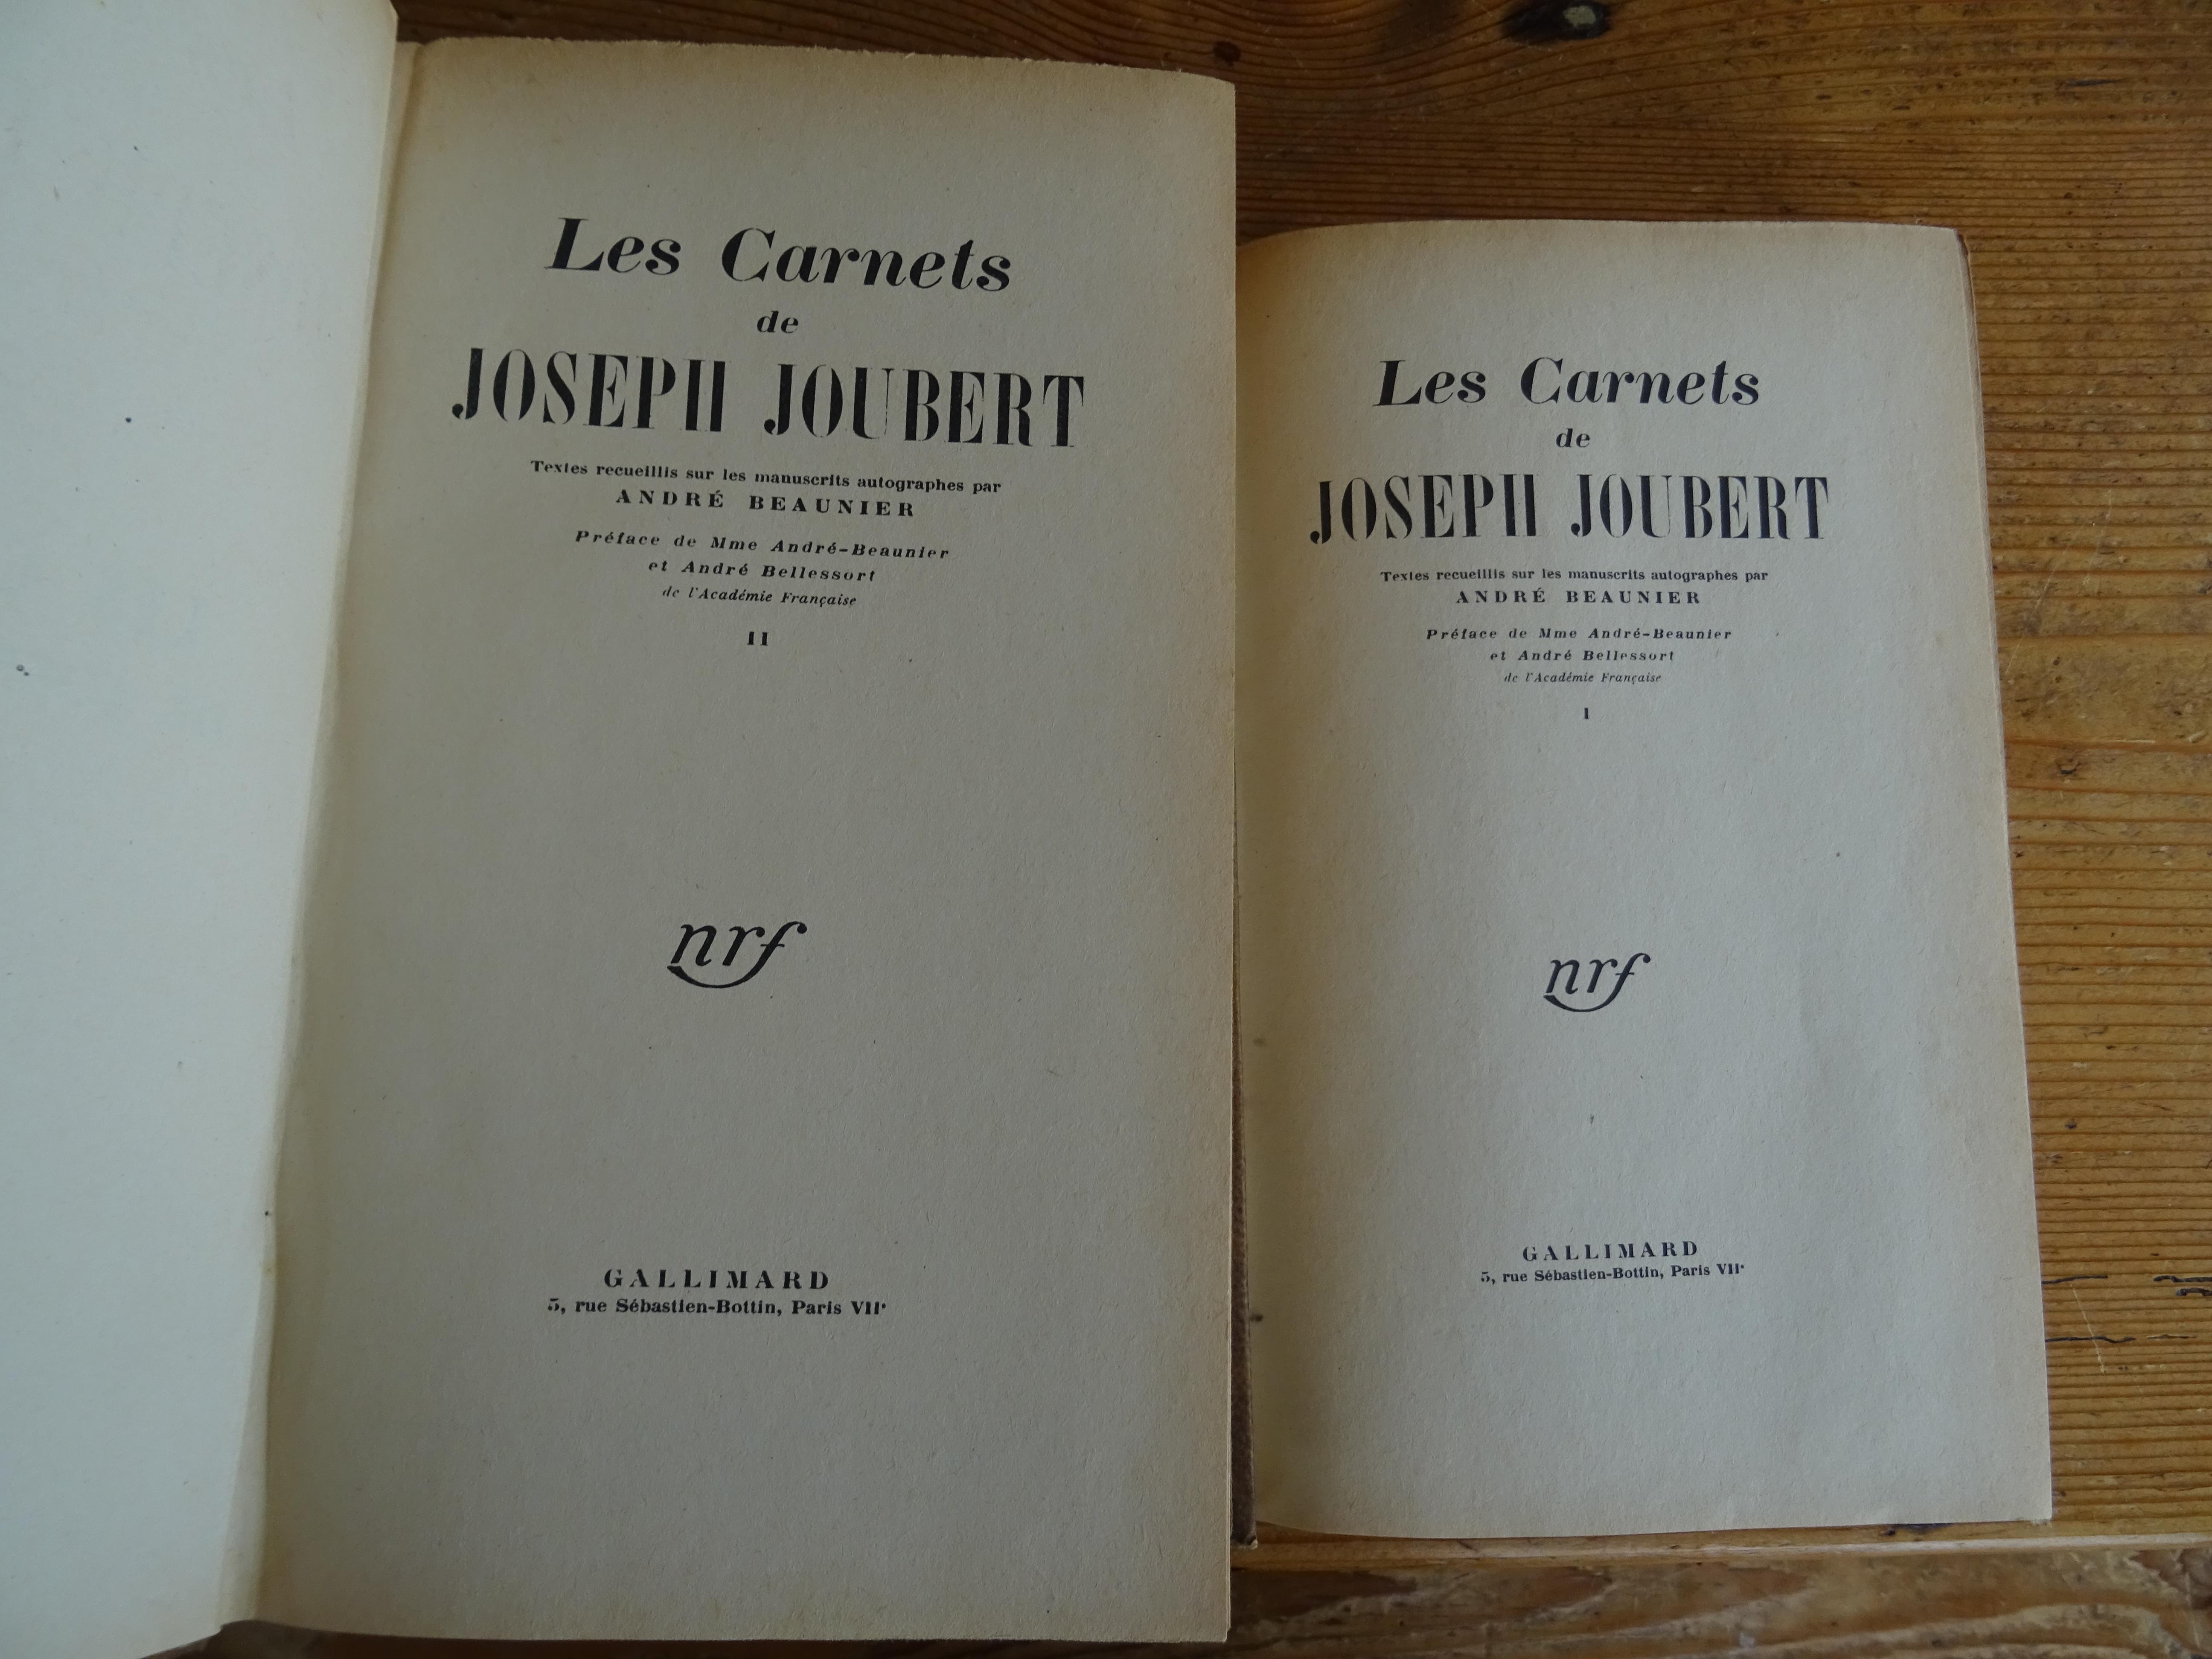 Les Carnets
de
JOSEPH JOUBERT
Textes recueillis sur les manuscrits autographes par
ANDRÉ BEAUNIER
Préface de Mme André-Beaunier
et André Bellessort
de l'Académie Française
II
nrf
GALLIMARD
5, rue Sébastien-Bottin, Paris VIIe
Les Carnets
de
JOSEPH JOUBERT
Textes recueillis sur les manuscrits autographes par
ANDRÉ BEAUNIER
Préface de Mme André-Beaunier
et André Bellessort
de l'Académie Française
I
nrf
GALLIMARD
5, rue Sébastien-Bottin, Paris VIIe